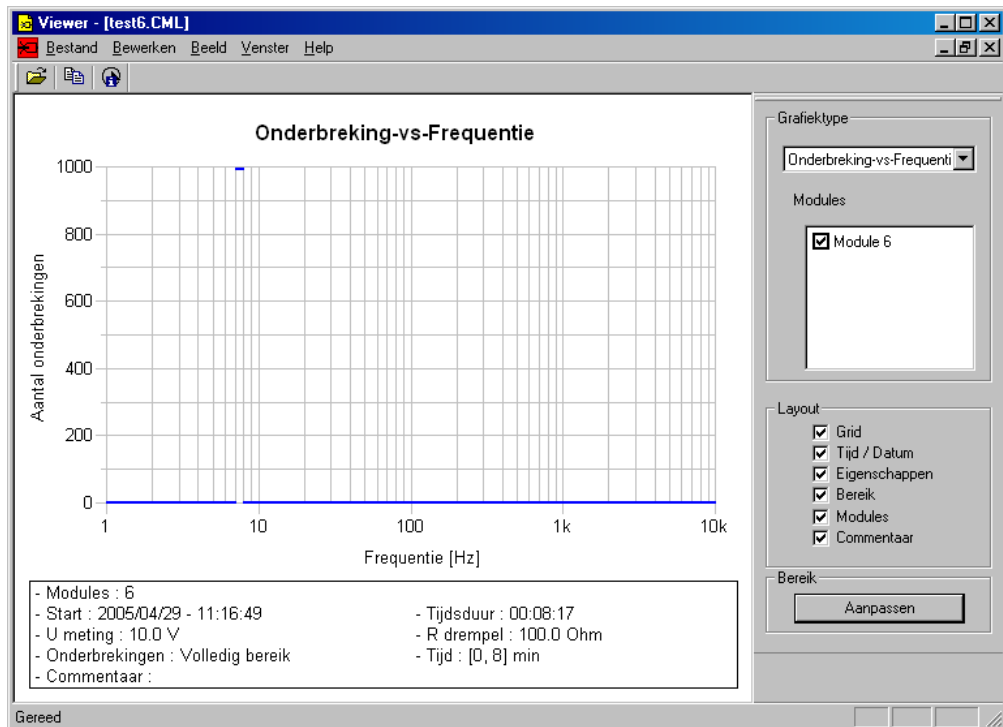 Viewer - [test6.CML]
Bestand Bewerken Beeld Venster Help
Onderbreking-vs-Frequentie
1000
800
600
400
200
0
Aantal onderbrekingen
1 10 100 1k 10k
Frequentie [Hz]
- Modules : 6
- Start : 2005/04/29 - 11:16:49 - Tijdsduur : 00:08:17
- U meting : 10.0 V - R drempel : 100.0 Ohm
- Onderbrekingen : Volledig bereik - Tijd : [0, 8] min
- Commentaar :
Grafiektype
Onderbreking-vs-Frequenti
Modules
Module 6
Layout
Grid
Tijd / Datum
Eigenschappen
Bereik
Modules
Commentaar
Bereik
Aanpassen
Gereed